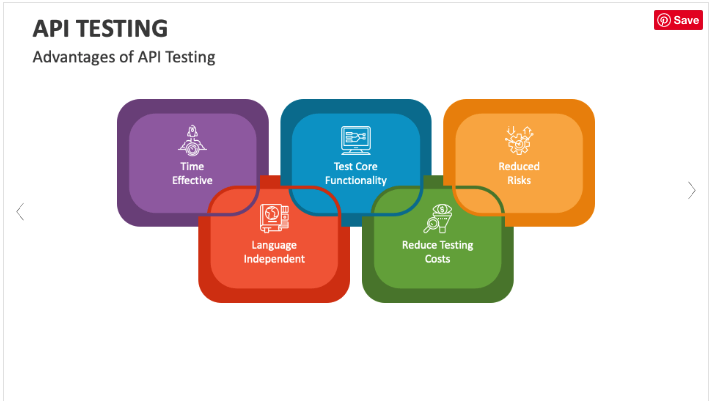 API TESTING
Save
Advantages of API Testing
Time
Effective
Test Core
Functionality
Reduced
Risks
Language
Independent
Reduce Testing
Costs